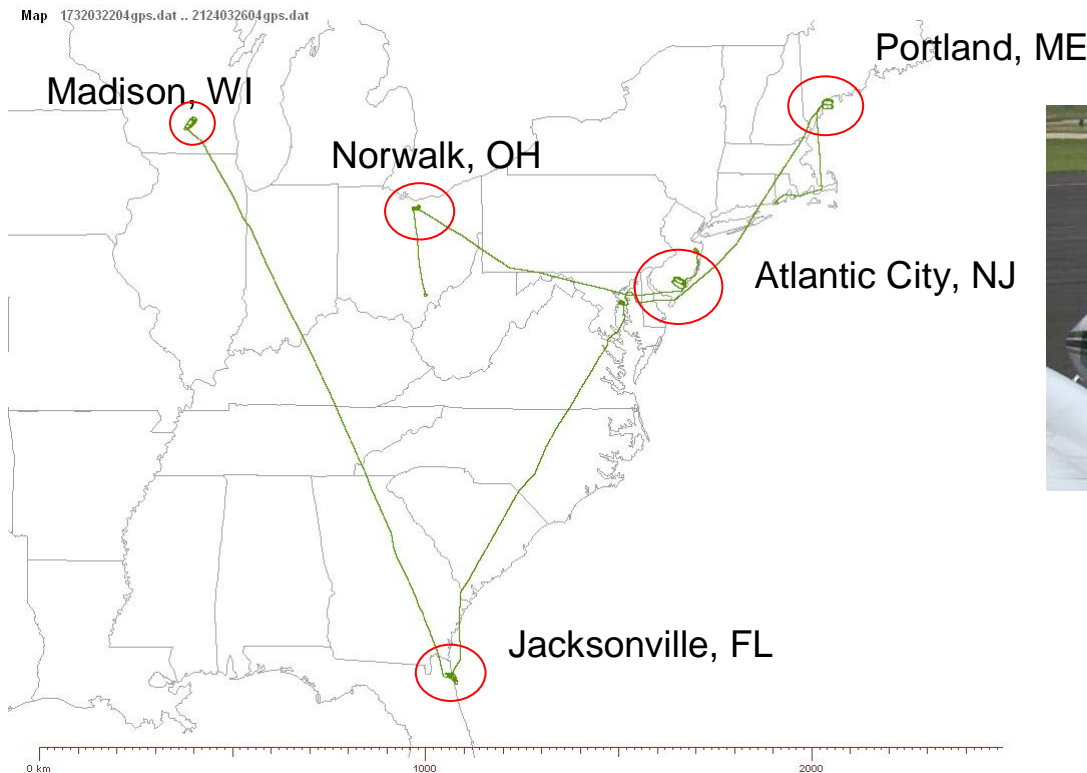 Map 1732032204gps.dat .. 2124032604gps.dat
Portland, ME
Madison, WI
Norwalk, OH
Atlantic City, NJ
Jacksonville, FL
0 km 1000 2000